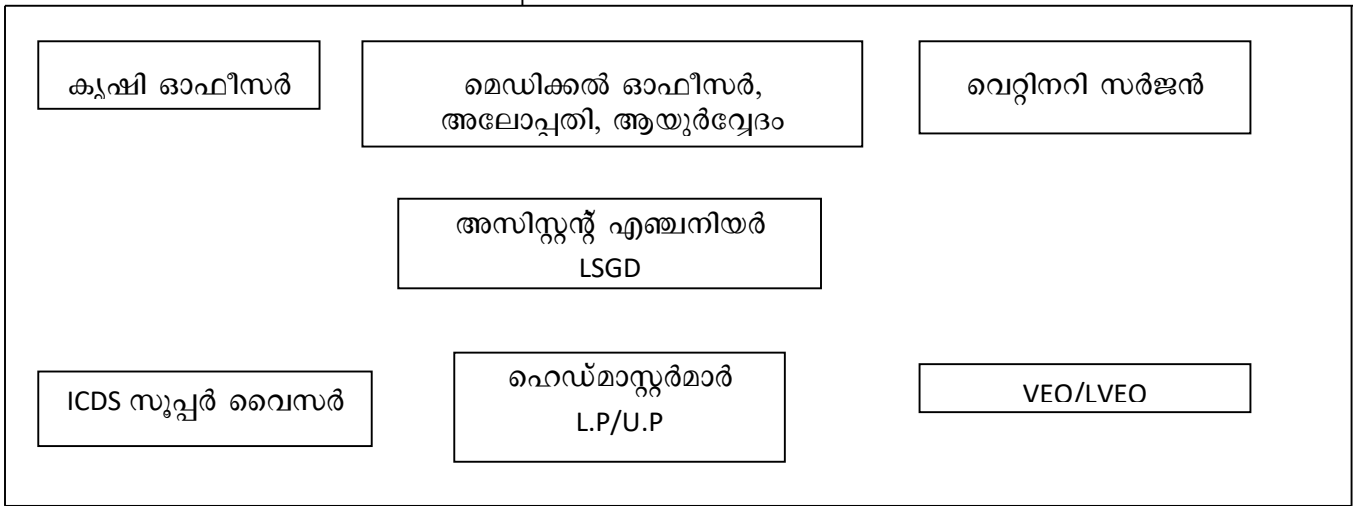 കൃഷി ഓഫീസർ
മെഡിക്കൽ ഓഫീസർ,
അലോപ്പതി, ആയുർവ്വേദം
വെറ്റിനറി സർജൻ
അസിസ്റ്റന്റ് എഞ്ചനിയർ
LSGD
ICDS സൂപ്പർ വൈസർ
ഹെഡ്മാസ്റ്റർമാർ
L.P/U.P
VEO/LVEO